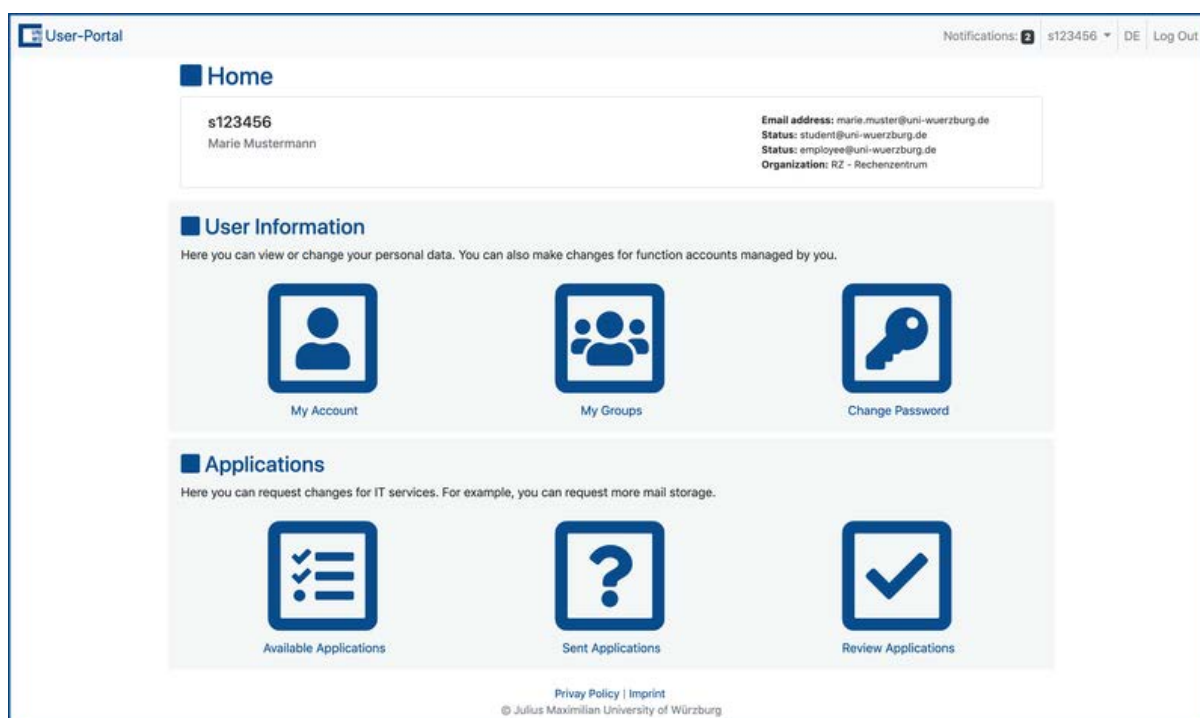 User-Portal
Notifications: 2 s123456 DE Log Out
Home
s123456
Marie Mustermann
Email address: marie.muster@uni-wuerzburg.de
Status: student@uni-wuerzburg.de
Status: employee@uni-wuerzburg.de
Organization: RZ - Rechenzentrum
User Information
Here you can view or change your personal data. You can also make changes for function accounts managed by you.
My Account
My Groups
Change Password
Applications
Here you can request changes for IT services. For example, you can request more mail storage.
Available Applications
Sent Applications
Review Applications
Privay Policy | Imprint
© Julius Maximilian University of Würzburg